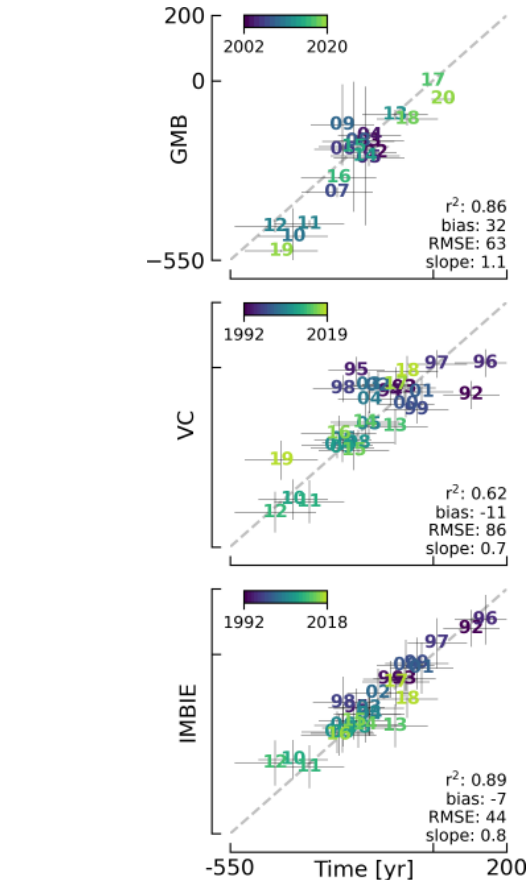 200
2002 2020
0
17
20
13
18
09
04
02
16
07
12 11
10
19
GMB
−550
r²: 0.86
bias: 32
RMSE: 63
slope: 1.1
1992 2019
97 96
95 18
98
01 92
04
00
99
13
16
19
10
11
12
VC
r²: 0.62
bias: -11
RMSE: 86
slope: 0.7
1992 2018
96
92
97
02
98
18
13
16
12 10
11
IMBIE
r²: 0.89
bias: -7
RMSE: 44
slope: 0.8
-550 Time [yr] 200